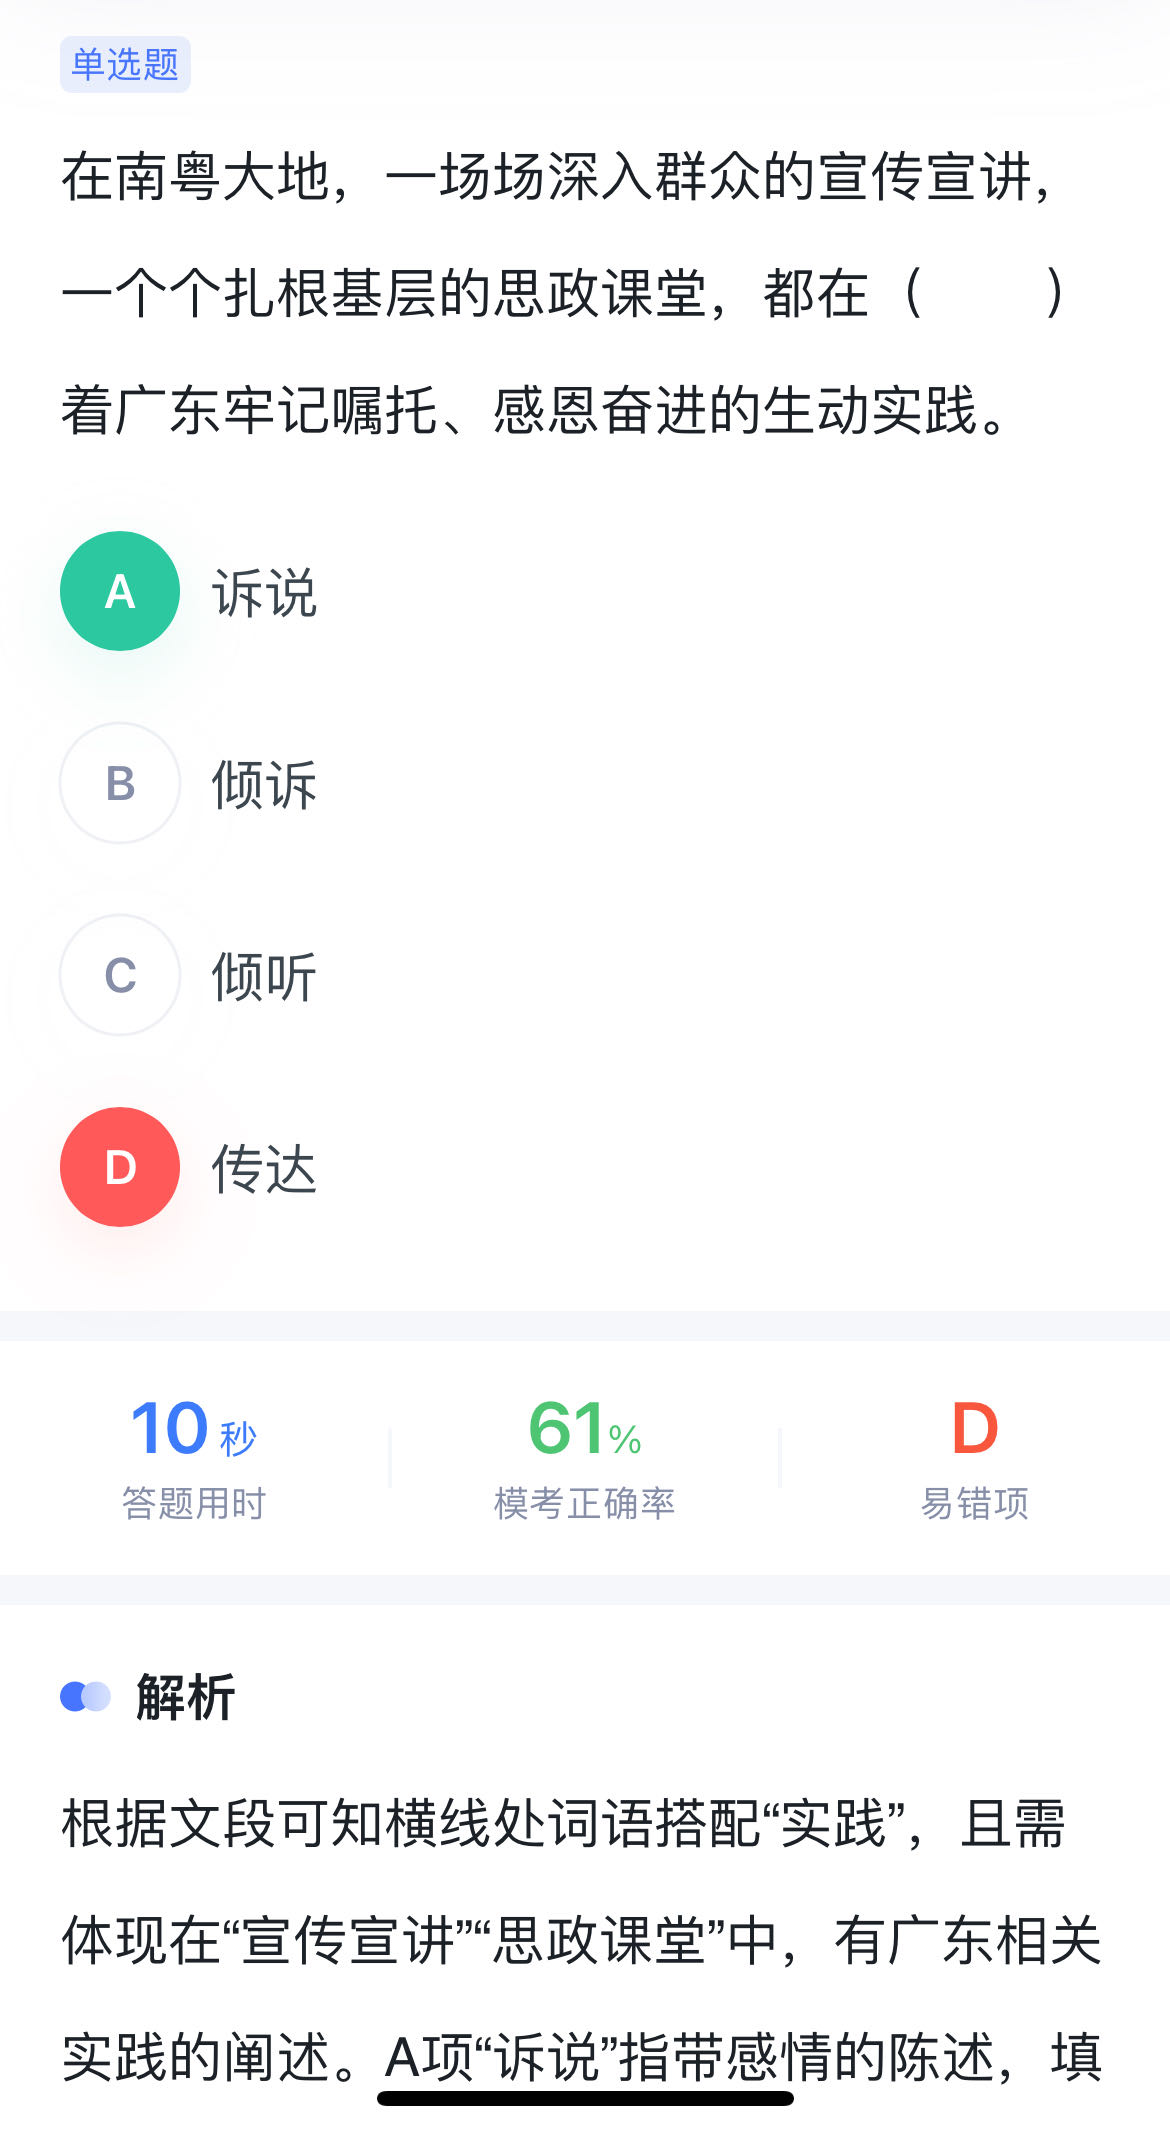 单选题
在南粤大地，一场场深入群众的宣传宣讲，
一个个扎根基层的思政课堂，都在（　　）
着广东牢记嘱托、感恩奋进的生动实践。
A 诉说
B 倾诉
C 倾听
D 传达
10 秒 61% D
答题用时 模考正确率 易错项
解析
根据文段可知横线处词语搭配“实践”，且需
体现在“宣传宣讲”“思政课堂”中，有广东相关
实践的阐述。A项“诉说”指带感情的陈述，填